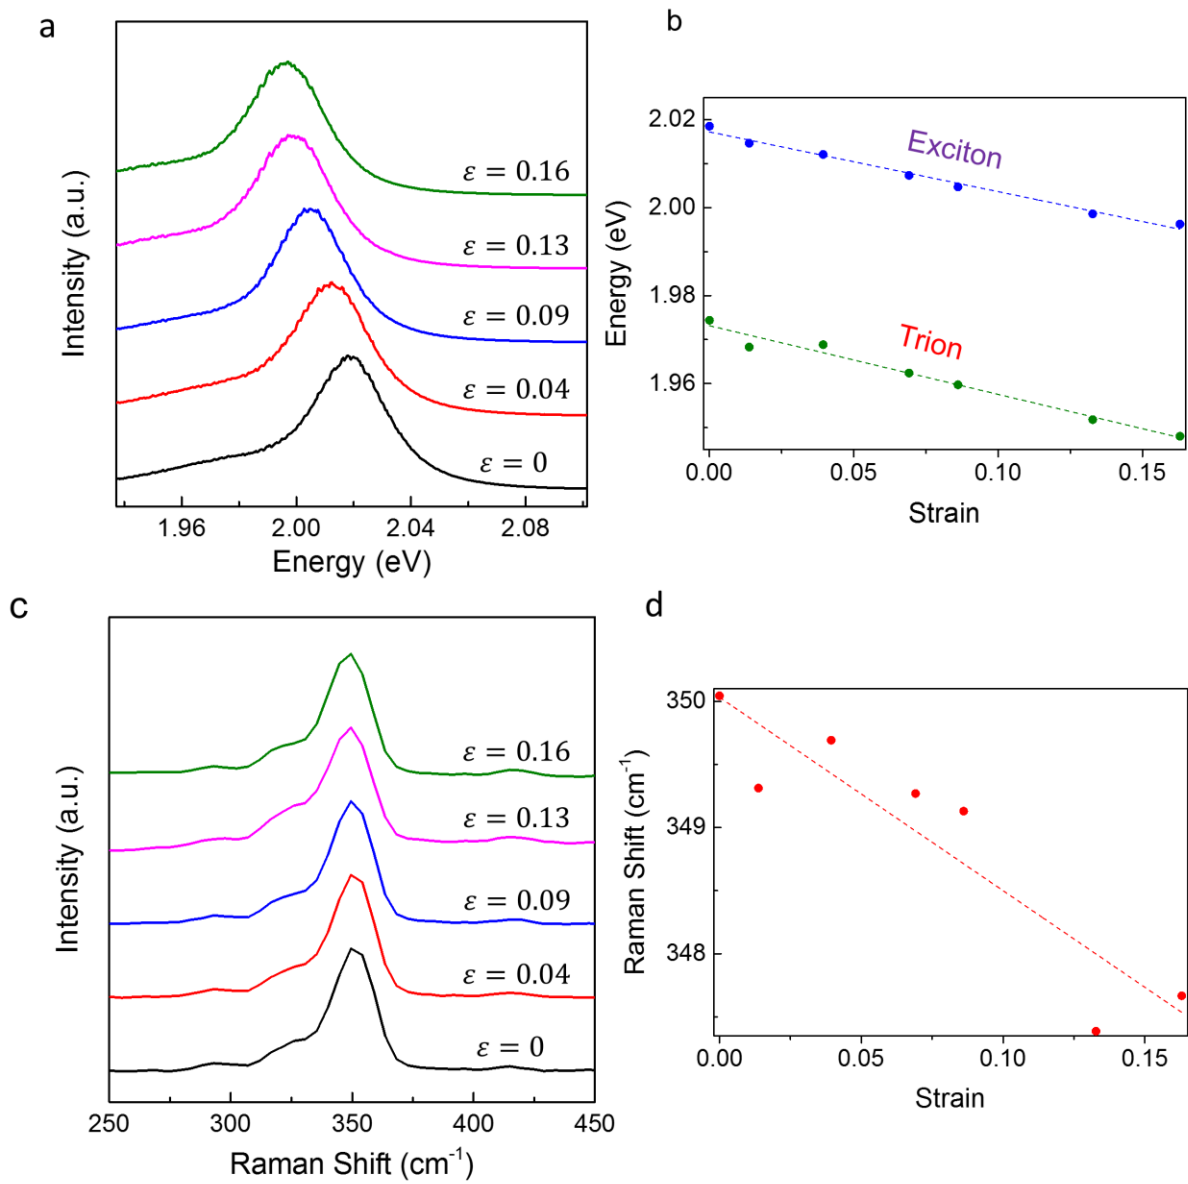 a
Intensity (a.u.)
ε = 0.16
ε = 0.13
ε = 0.09
ε = 0.04
ε = 0
1.96 2.00 2.04 2.08
Energy (eV)
b
Energy (eV)
2.02
2.00
1.98
1.96
Exciton
Trion
0.00 0.05 0.10 0.15
Strain
c
Intensity (a.u.)
ε = 0.16
ε = 0.13
ε = 0.09
ε = 0.04
ε = 0
250 300 350 400 450
Raman Shift (cm⁻¹)
d
Raman Shift (cm⁻¹)
350
349
348
0.00 0.05 0.10 0.15
Strain